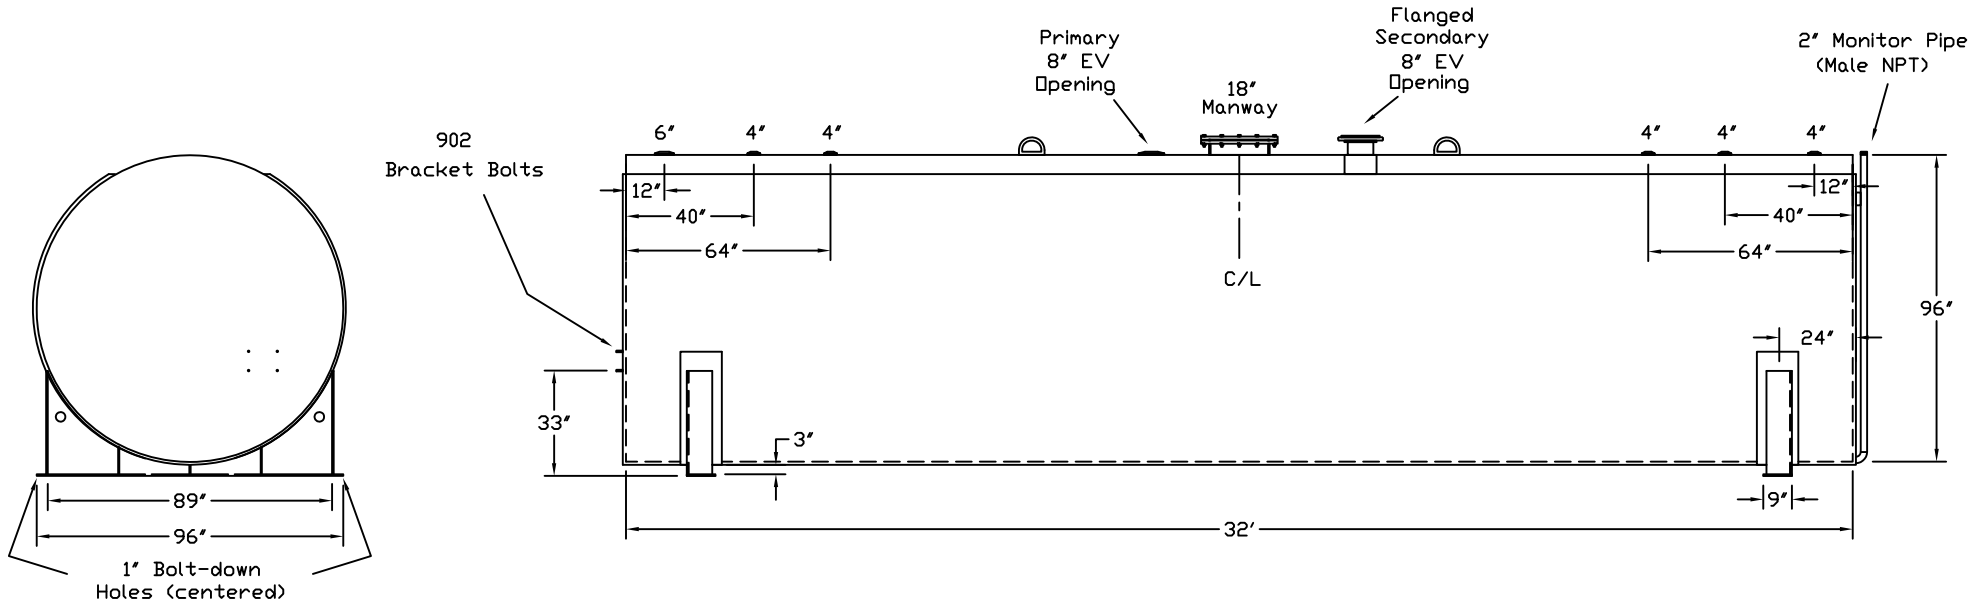 Flanged
Secondary
8" EV
Opening
Primary
8" EV
Opening
2" Monitor Pipe
(Male NPT)
18"
Manway
902
Bracket Bolts
6"
4"
4"
4"
4"
4"
12"
12"
40"
40"
64"
64"
C/L
96"
24"
33"
3"
89"
9"
96"
32'
1" Bolt-down
Holes (centered)